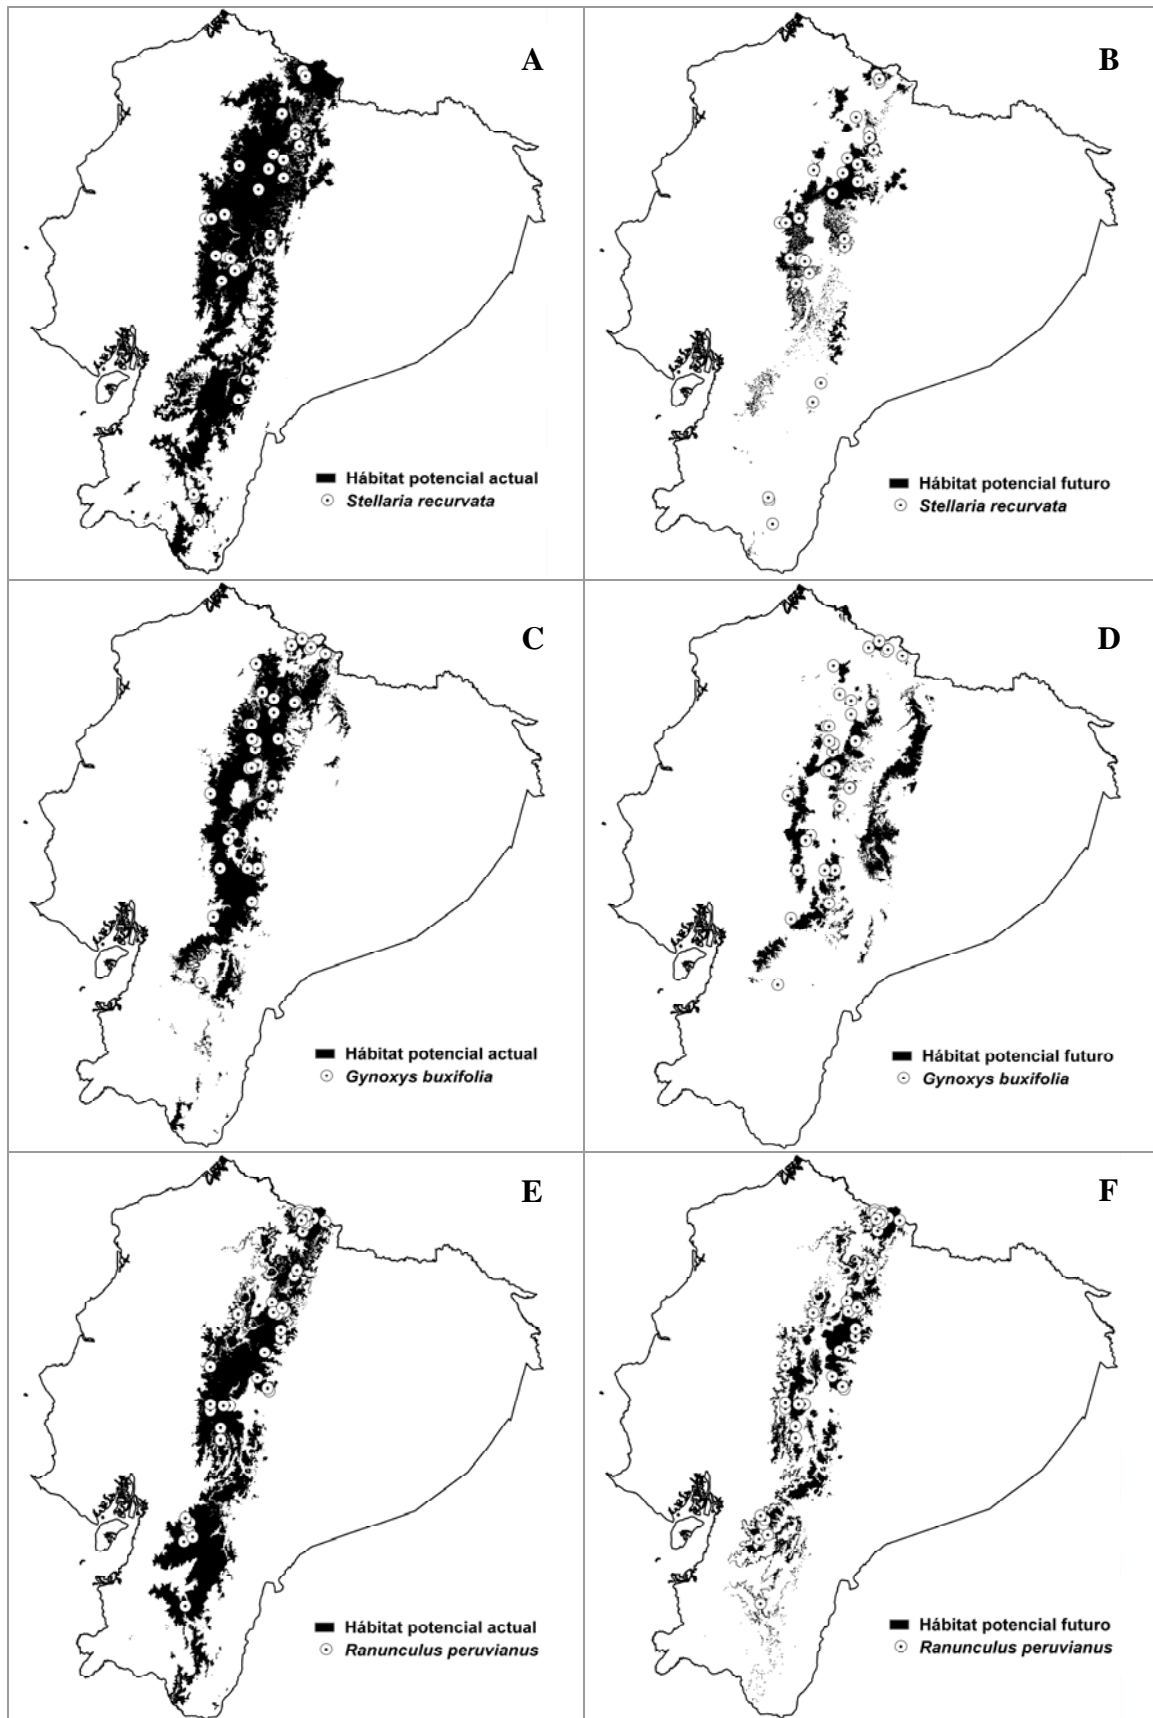 A
Hábitat potencial actual
Stellaria recurvata
B
Hábitat potencial futuro
Stellaria recurvata
C
Hábitat potencial actual
Gynoxys buxifolia
D
Hábitat potencial futuro
Gynoxys buxifolia
E
Hábitat potencial actual
Ranunculus peruvianus
F
Hábitat potencial futuro
Ranunculus peruvianus